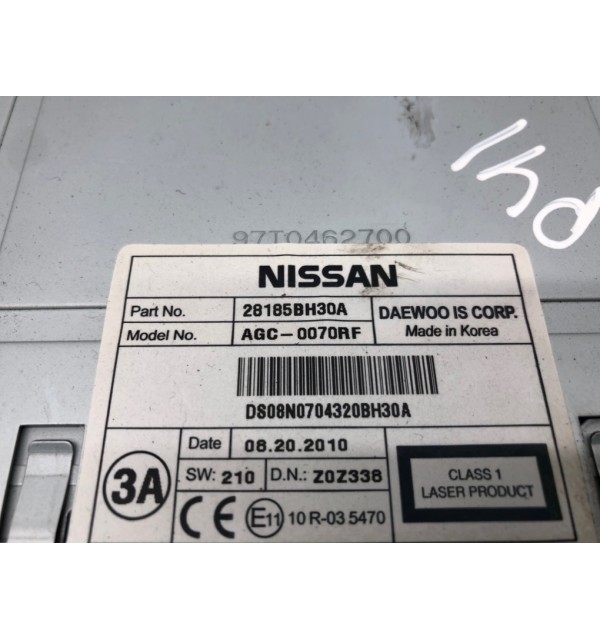 97T0462700
NISSAN
Part No. 28185BH30A DAEWOO IS CORP.
Model No. AGC-0070RF Made in Korea
DS08N0704320BH30A
Date 08.20.2010
3A SW: 210 D.N.: Z0Z338 CLASS 1
LASER PRODUCT
CE E11 10 R-03 5470